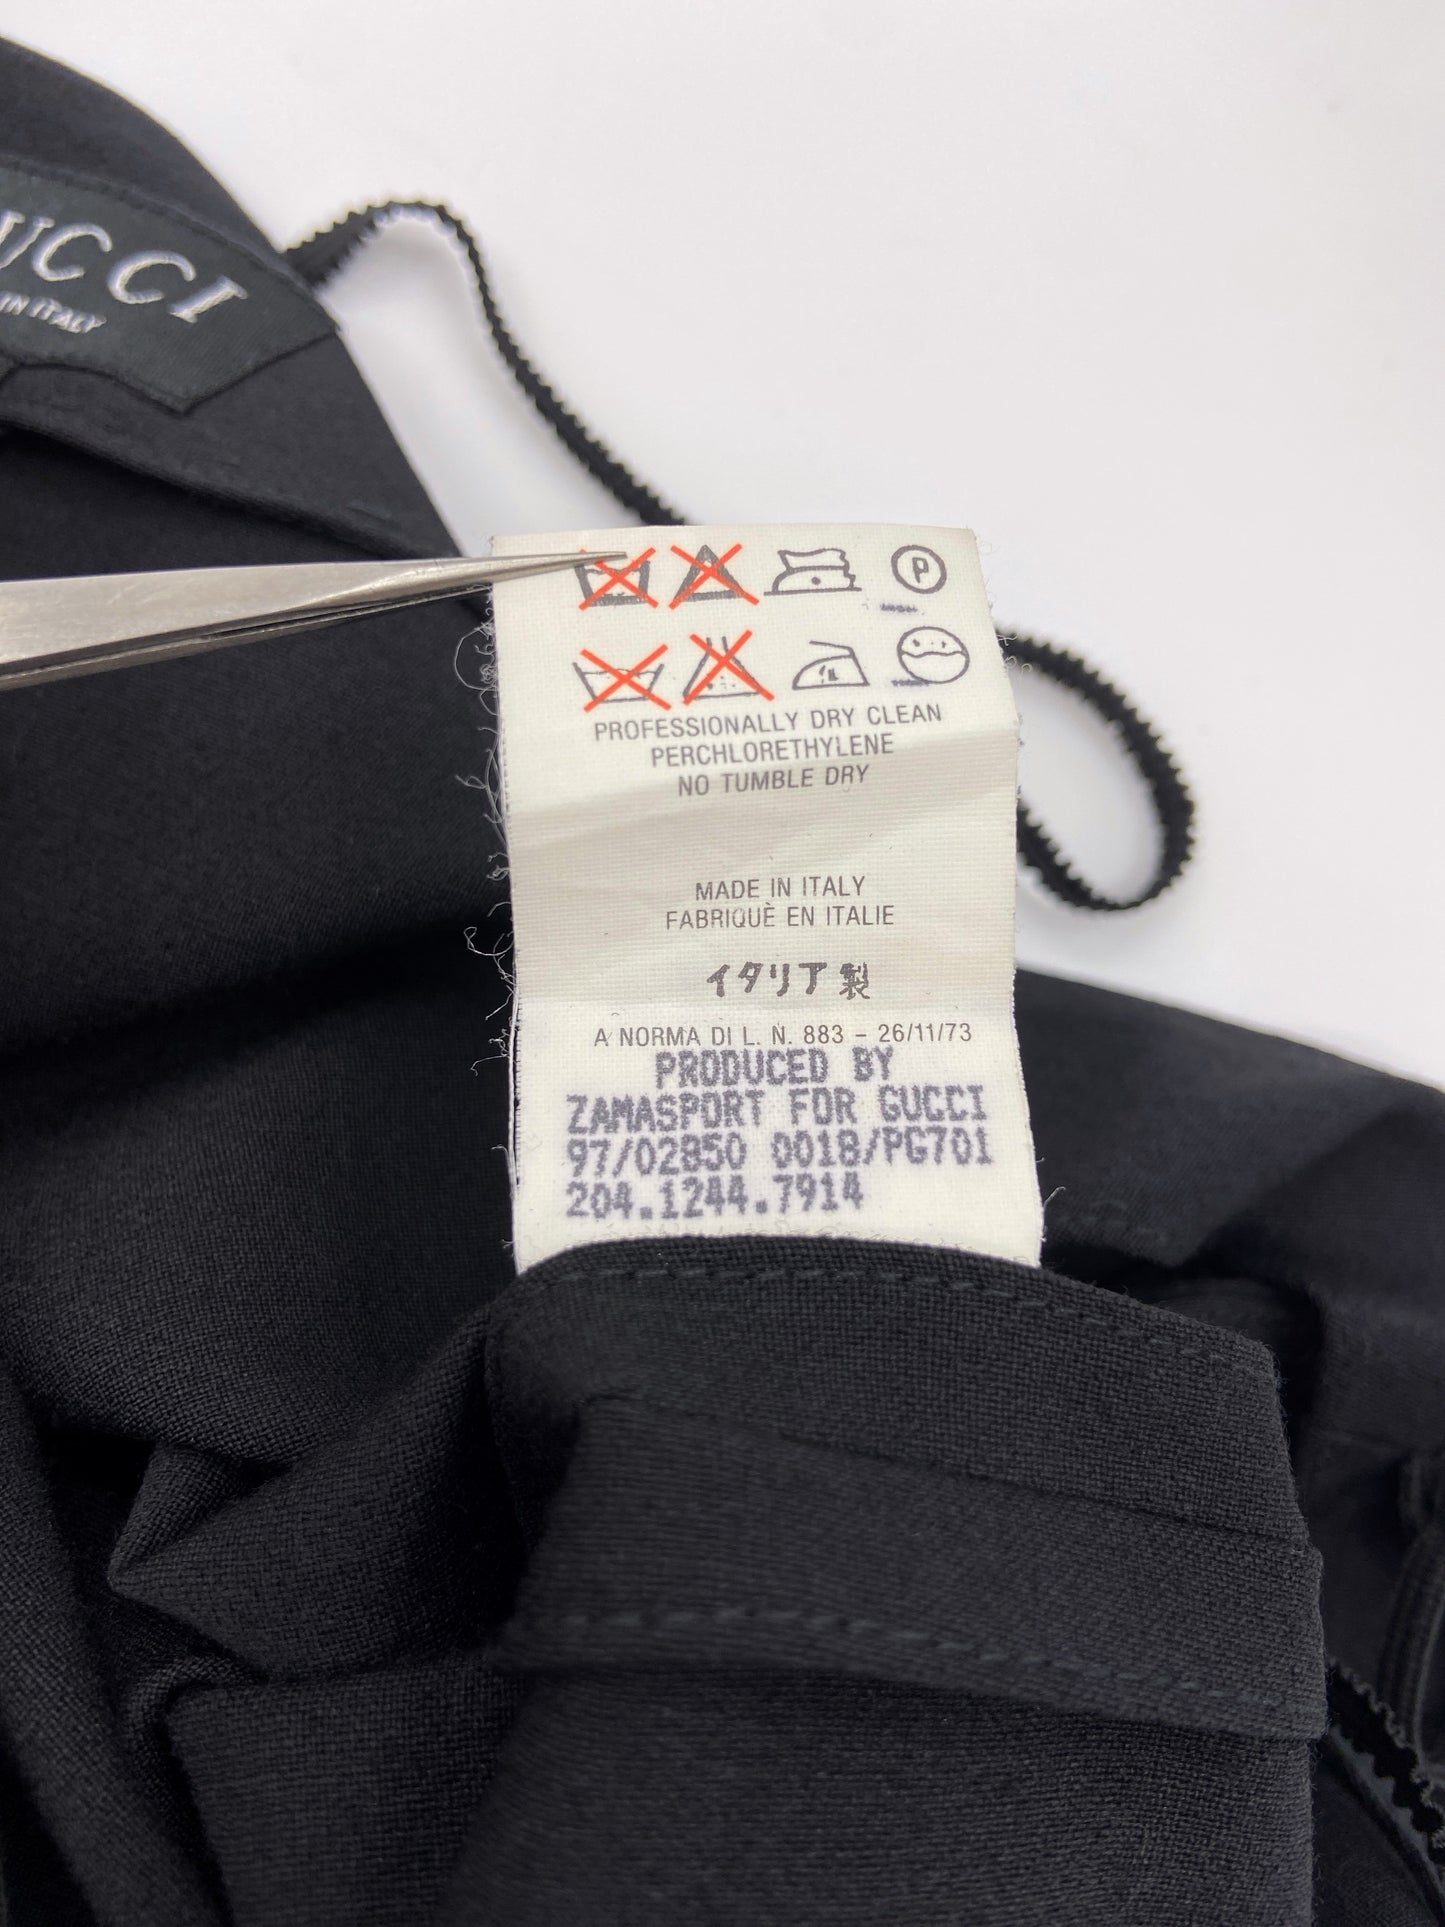 UCCI
IN ITALY
P
PROFESSIONALLY DRY CLEAN
PERCHLORETHYLENE
NO TUMBLE DRY
MADE IN ITALY
FABRIQUÈ EN ITALIE
イタリア製
A NORMA DI L. N. 883 - 26/11/73
PRODUCED BY
ZAMASPORT FOR GUCCI
97/02850 0018/PG701
204.1244.7914